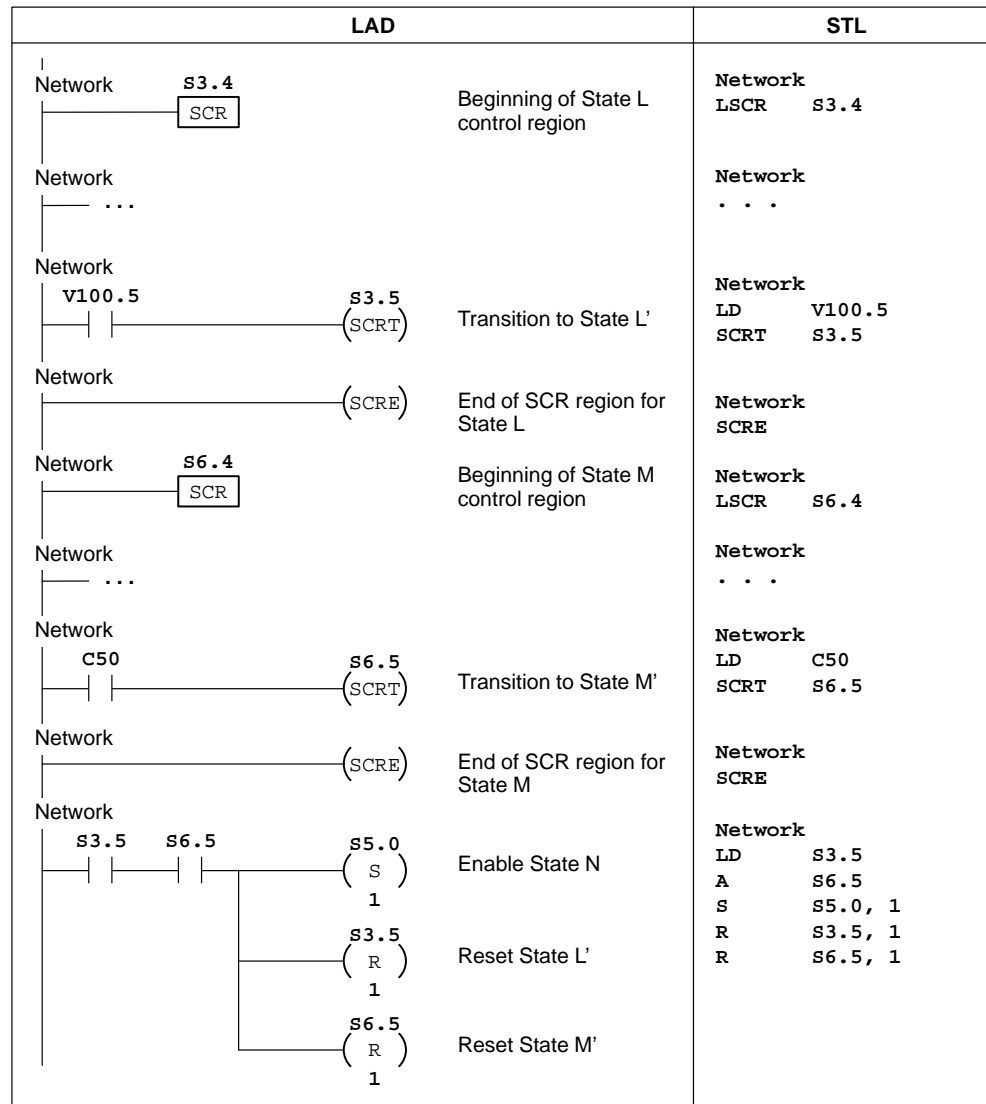 LAD STL
Network S3.4
SCR
Beginning of State L
control region
Network
LSCR S3.4
Network
...
Network
. . .
Network
V100.5 S3.5
SCRT
Transition to State L’
Network
LD V100.5
SCRT S3.5
Network
SCRE
End of SCR region for
State L
Network
SCRE
Network S6.4
SCR
Beginning of State M
control region
Network
LSCR S6.4
Network
...
Network
. . .
Network
C50 S6.5
SCRT
Transition to State M’
Network
LD C50
SCRT S6.5
Network
SCRE
End of SCR region for
State M
Network
SCRE
Network
S3.5 S6.5 S5.0
S
1
Enable State N
S3.5
R
1
Reset State L’
S6.5
R
1
Reset State M’
Network
LD S3.5
A S6.5
S S5.0, 1
R S3.5, 1
R S6.5, 1